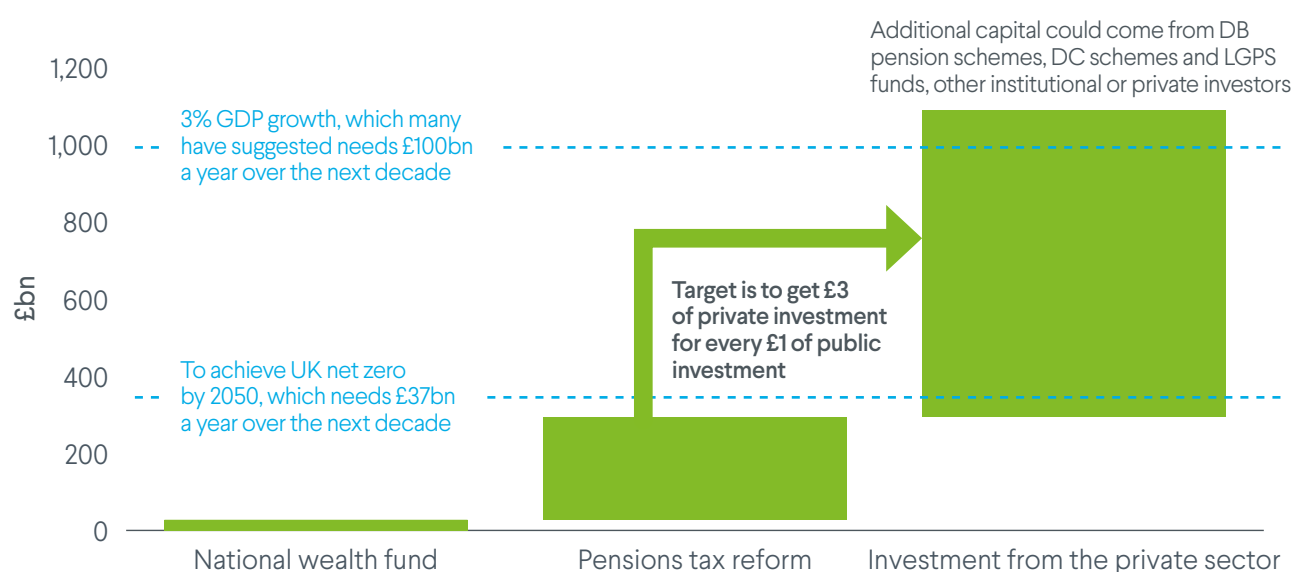 Additional capital could come from DB
pension schemes, DC schemes and LGPS
funds, other institutional or private investors
1,200
3% GDP growth, which many
have suggested needs £100bn
a year over the next decade
1,000
800
£bn
600
Target is to get £3
of private investment
for every £1 of public
investment
To achieve UK net zero
by 2050, which needs £37bn
a year over the next decade
400
200
0
National wealth fund
Pensions tax reform
Investment from the private sector